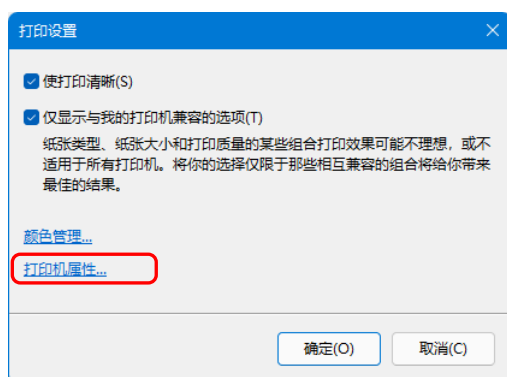 打印设置
使打印清晰(S)
仅显示与我的打印机兼容的选项(T)
纸张类型、纸张大小和打印质量的某些组合打印效果可能不理想，或不
适用于所有打印机。将你的选择仅限于那些相互兼容的组合将给你带来
最佳的结果。
颜色管理...
打印机属性...
确定(O) 取消(C)